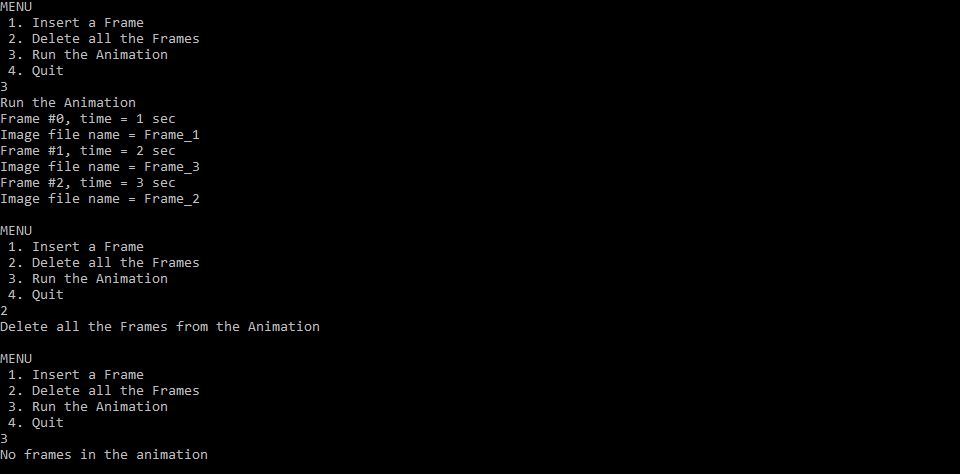 MENU
1. Insert a Frame
2. Delete all the Frames
3. Run the Animation
4. Quit
3
Run the Animation
Frame #0, time = 1 sec
Image file name = Frame_1
Frame #1, time = 2 sec
Image file name = Frame_3
Frame #2, time = 3 sec
Image file name = Frame_2
MENU
1. Insert a Frame
2. Delete all the Frames
3. Run the Animation
4. Quit
2
Delete all the Frames from the Animation
MENU
1. Insert a Frame
2. Delete all the Frames
3. Run the Animation
4. Quit
3
No frames in the animation